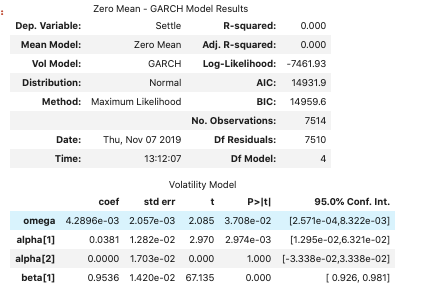 Zero Mean - GARCH Model Results
Dep. Variable: Settle R-squared: 0.000
Mean Model: Zero Mean Adj. R-squared: 0.000
Vol Model: GARCH Log-Likelihood: -7461.93
Distribution: Normal AIC: 14931.9
Method: Maximum Likelihood BIC: 14959.6
No. Observations: 7514
Date: Thu, Nov 07 2019 Df Residuals: 7510
Time: 13:12:07 Df Model: 4
Volatility Model
coef std err t P>|t| 95.0% Conf. Int.
omega 4.2896e-03 2.057e-03 2.085 3.708e-02 [2.571e-04,8.322e-03]
alpha[1] 0.0381 1.282e-02 2.970 2.974e-03 [1.295e-02,6.321e-02]
alpha[2] 0.0000 1.703e-02 0.000 1.000 [-3.338e-02,3.338e-02]
beta[1] 0.9536 1.420e-02 67.135 0.000 [ 0.926, 0.981]